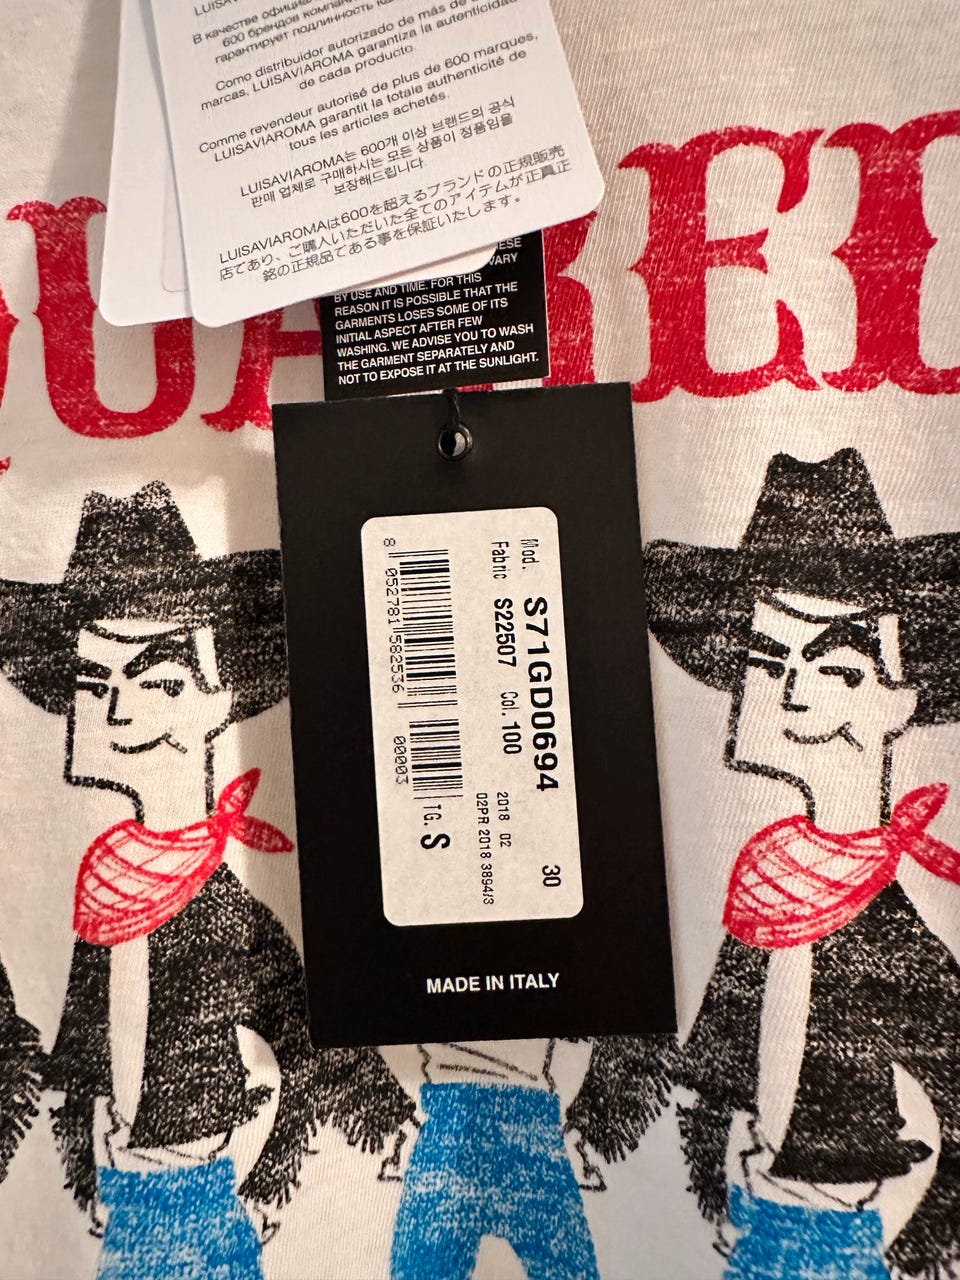 LUISAVIA
В качестве официа
600 брендов компани
гарантирует подлинность
Como distribuidor autorizado de más de
marcas, LUISAVIAROMA garantiza la autenticidad
de cada producto.
Comme revendeur autorisé de plus de 600 marques,
LUISAVIAROMA garantit la totale authenticité de
tous les articles achetés.
LUISAVIAROMA는 600개 이상 브랜드의 공식
판매 업체로 구매하시는 모든 상품이 정품임을
보장해드립니다.
LUISAVIAROMAは600を超えるブランドの正規販売
店であり、ご購入いただいた全てのアイテムが正真正
銘の正規品である事を保証いたします。
UARED
HESE
VARY
BY USE AND TIME. FOR THIS
REASON IT IS POSSIBLE THAT THE
GARMENTS LOSES SOME OF ITS
INITIAL ASPECT AFTER FEW
WASHING. WE ADVISE YOU TO WASH
THE GARMENT SEPARATELY AND
NOT TO EXPOSE IT AT THE SUNLIGHT.
Mod. S71GD0694 30
Fabric S22507 Col. 100 2018 02
02PR 2018 3894/3
TG. S
8 052781 582536 00003
MADE IN ITALY